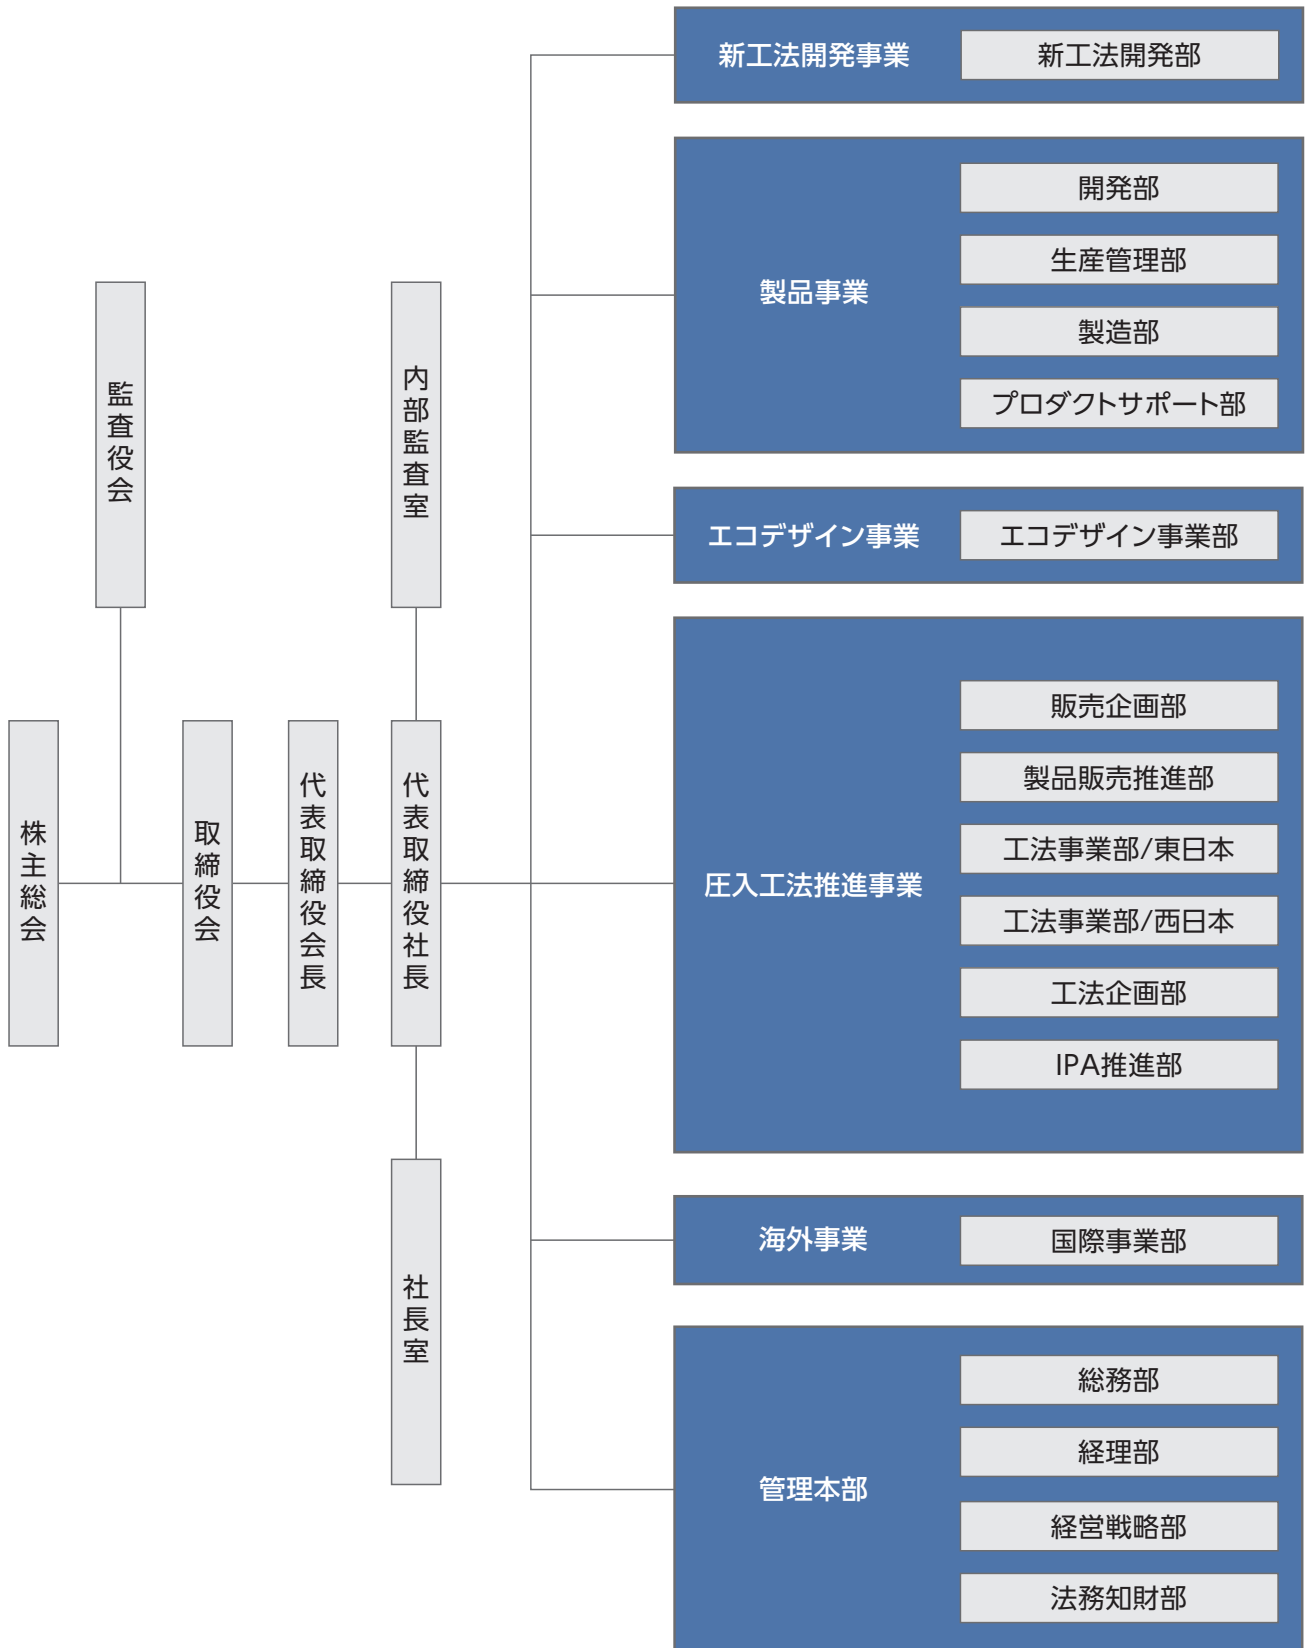 株主総会
監査役会
取締役会
代表取締役会長
内部監査室
代表取締役社長
社長室
新工法開発事業
新工法開発部
製品事業
開発部
生産管理部
製造部
プロダクトサポート部
エコデザイン事業
エコデザイン事業部
圧入工法推進事業
販売企画部
製品販売推進部
工法事業部/東日本
工法事業部/西日本
工法企画部
IPA推進部
海外事業
国際事業部
管理本部
総務部
経理部
経営戦略部
法務知財部